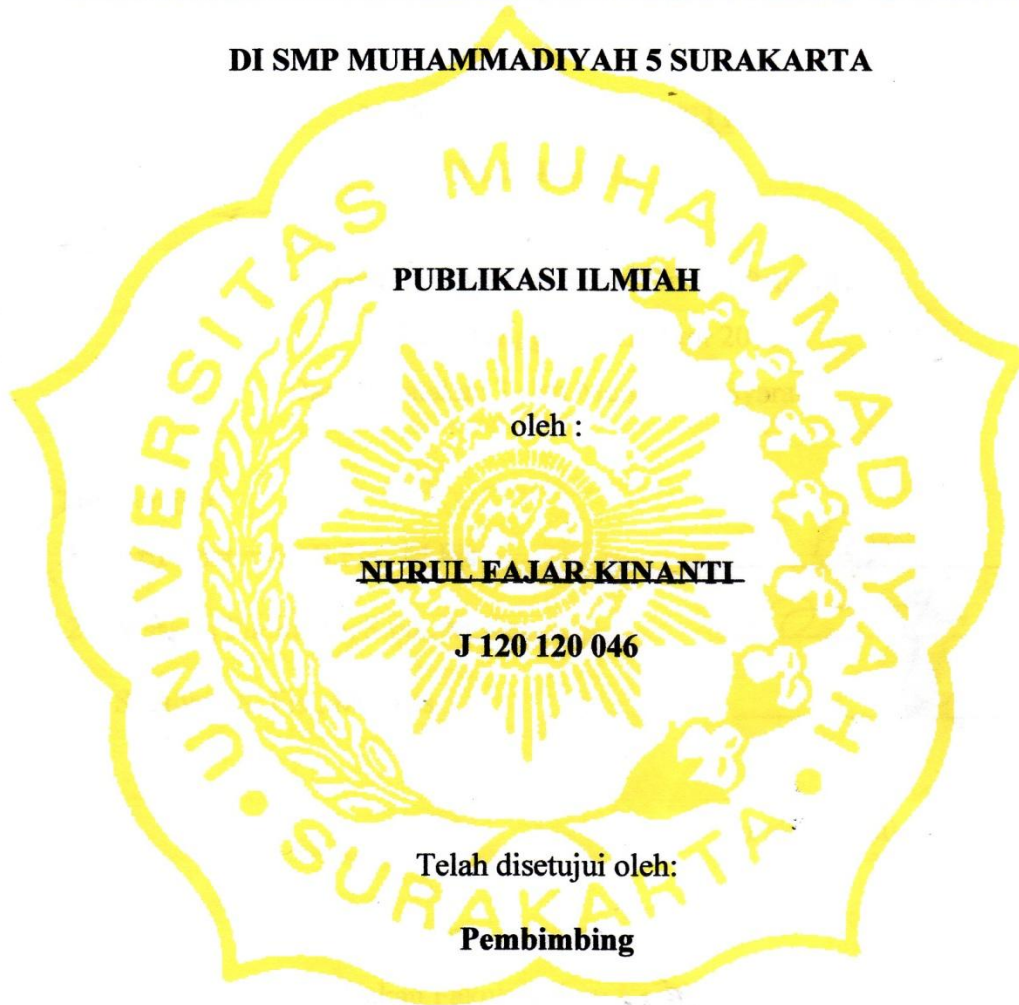 DI SMP MUHAMMADIYAH 5 SURAKARTA
UNIVERSITAS MUHAMMADIYAH
PUBLIKASI ILMIAH
oleh :
NURUL FAJAR KINANTI
J 120 120 046
Telah disetujui oleh:
SURAKARTA
Pembimbing